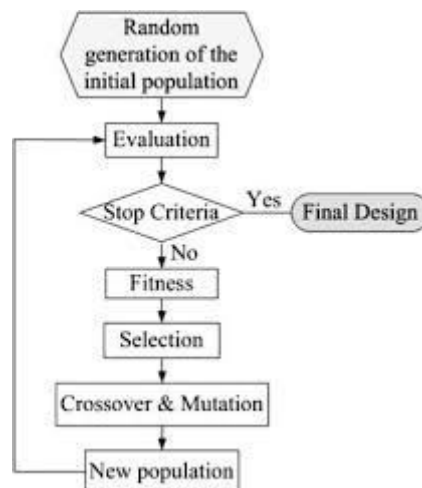 Random
generation of the
initial population
Evaluation
Stop Criteria
Yes
Final Design
No
Fitness
Selection
Crossover & Mutation
New population